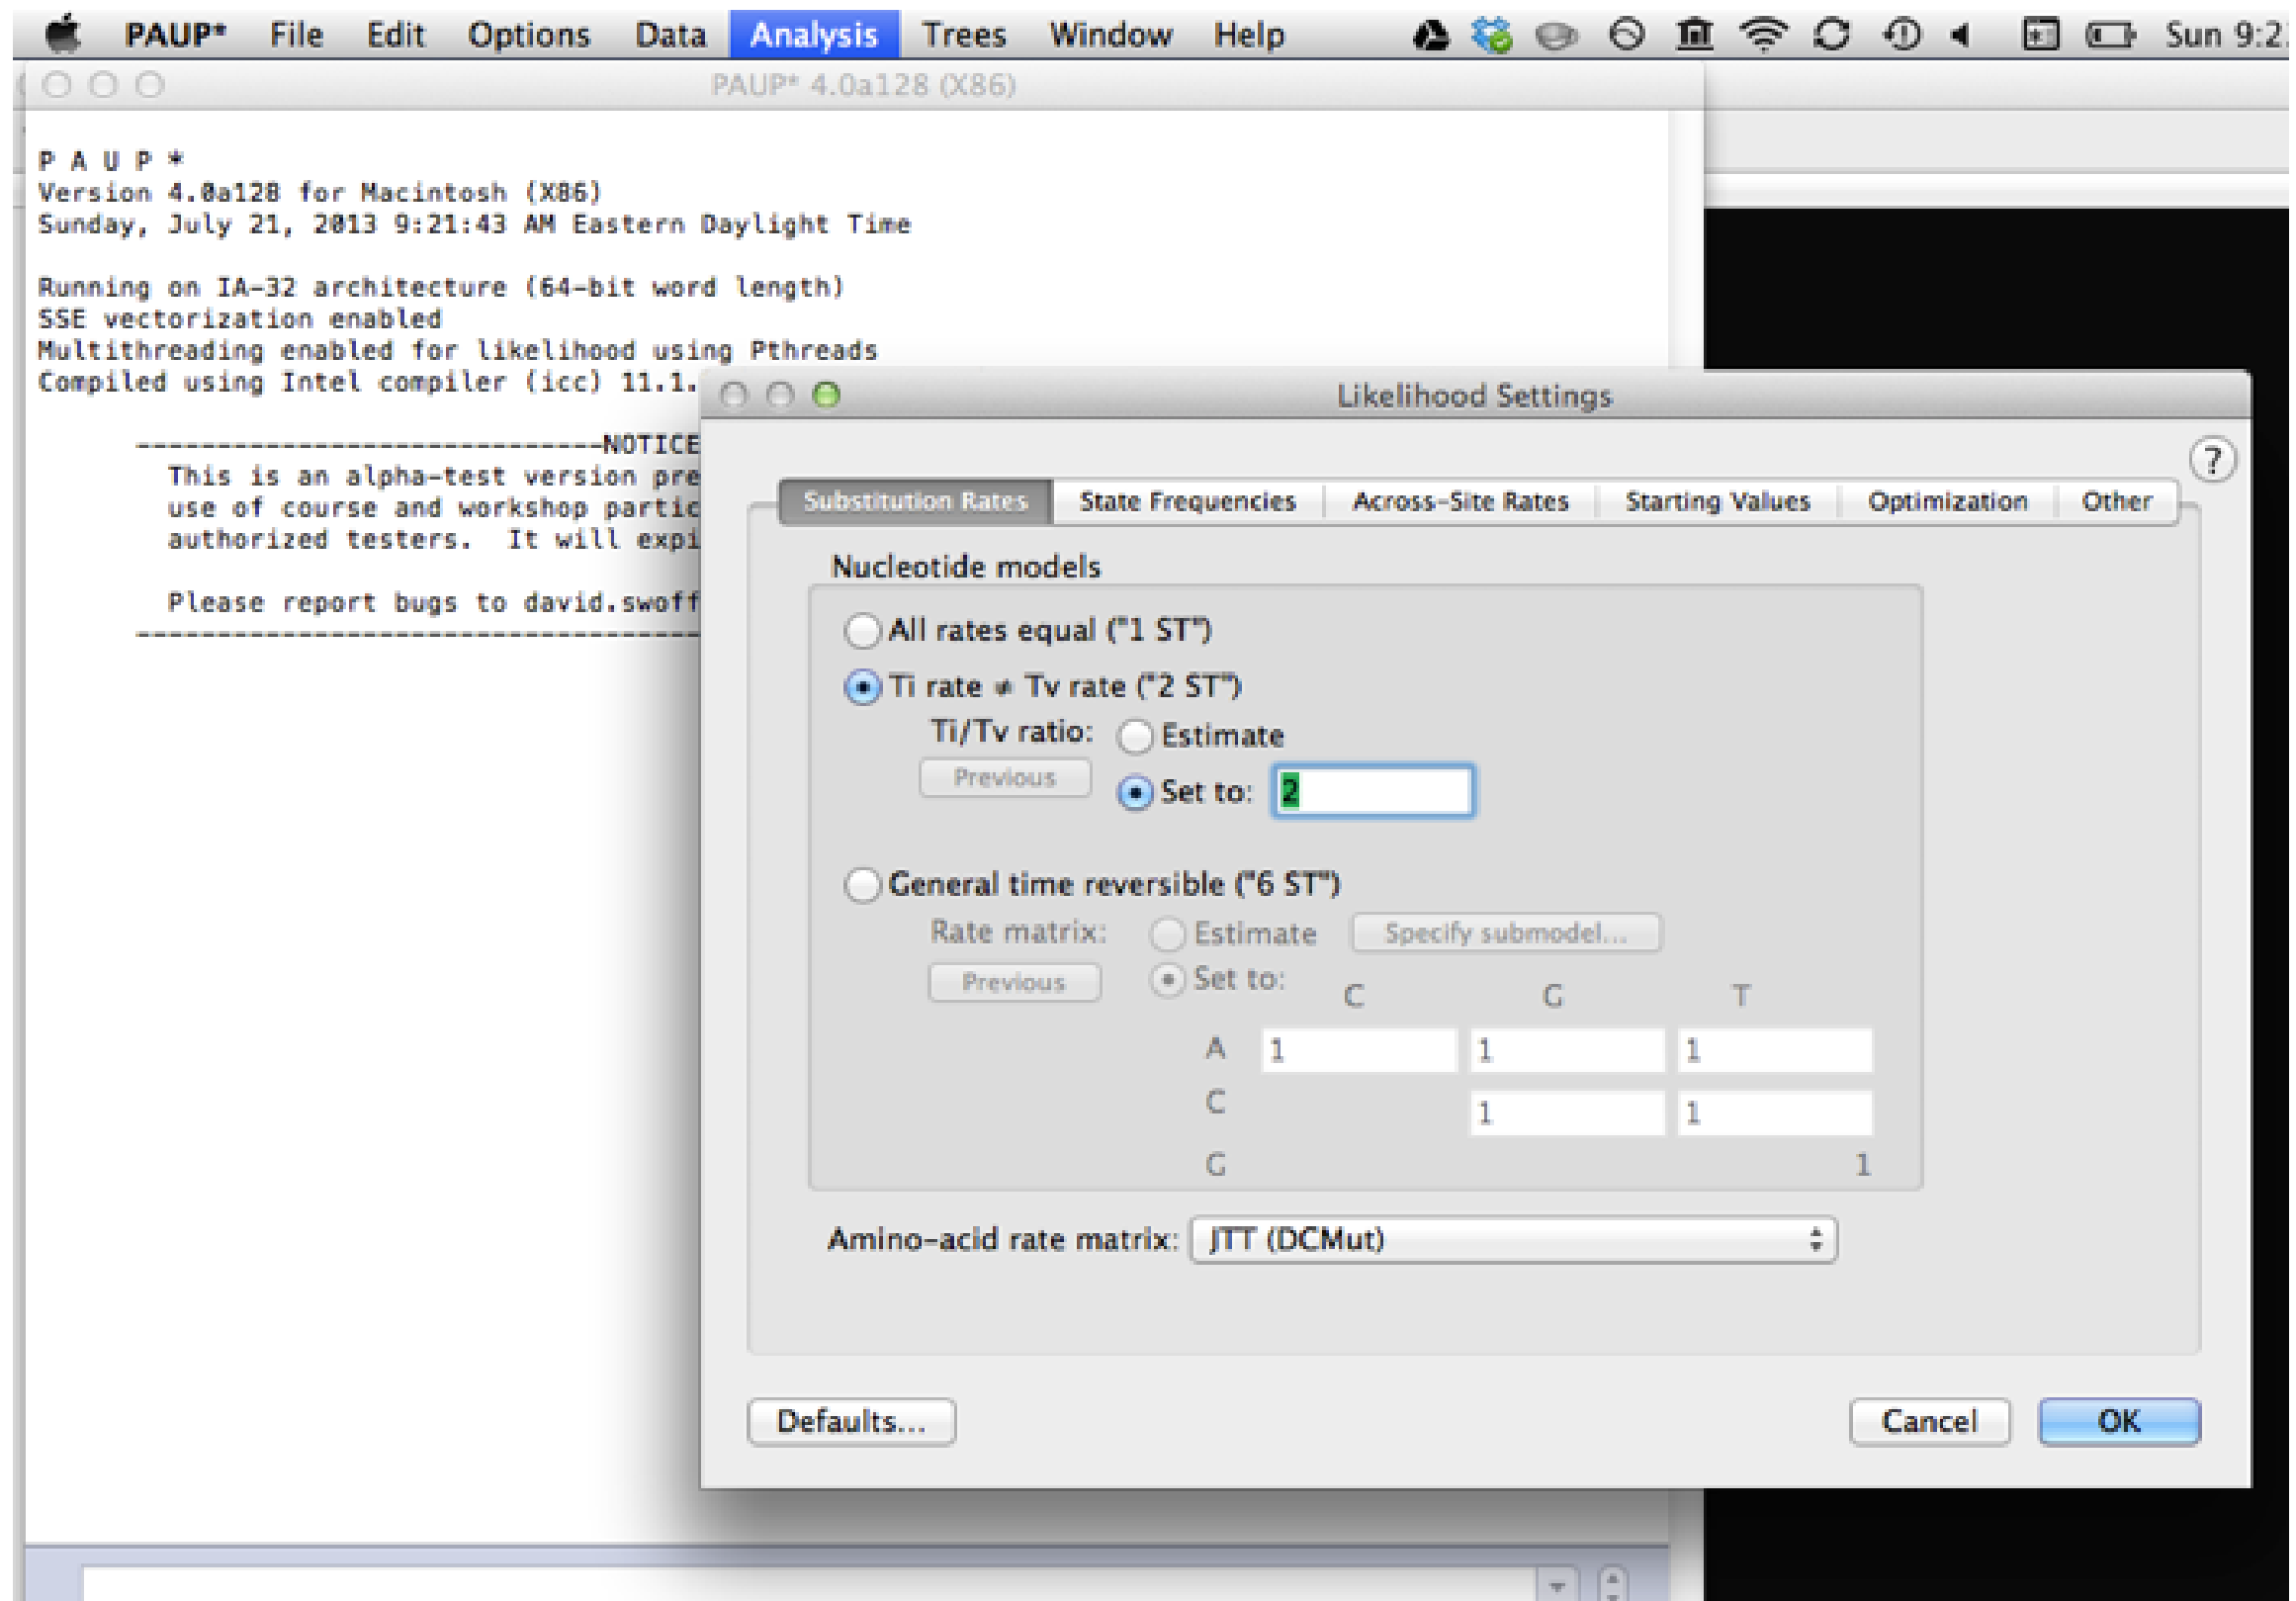 PAUP* File Edit Options Data Analysis Trees Window Help Sun 9:2
PAUP* 4.0a128 (X86)
P A U P *
Version 4.0a128 for Macintosh (X86)
Sunday, July 21, 2013 9:21:43 AM Eastern Daylight Time
Running on IA-32 architecture (64-bit word length)
SSE vectorization enabled
Multithreading enabled for likelihood using Pthreads
Compiled using Intel compiler (icc) 11.1.
-----------------------------NOTICE
This is an alpha-test version pre
use of course and workshop partic
authorized testers. It will expi
Please report bugs to david.swoff
-----------------------------------
Likelihood Settings
?
Substitution Rates State Frequencies Across-Site Rates Starting Values Optimization Other
Nucleotide models
All rates equal ("1 ST")
Ti rate ≠ Tv rate ("2 ST")
Ti/Tv ratio: Estimate
Previous Set to: 2
General time reversible ("6 ST")
Rate matrix: Estimate Specify submodel...
Previous Set to:
C G T
A 1 1 1
C 1 1
G 1
Amino-acid rate matrix: JTT (DCMut)
Defaults... Cancel OK